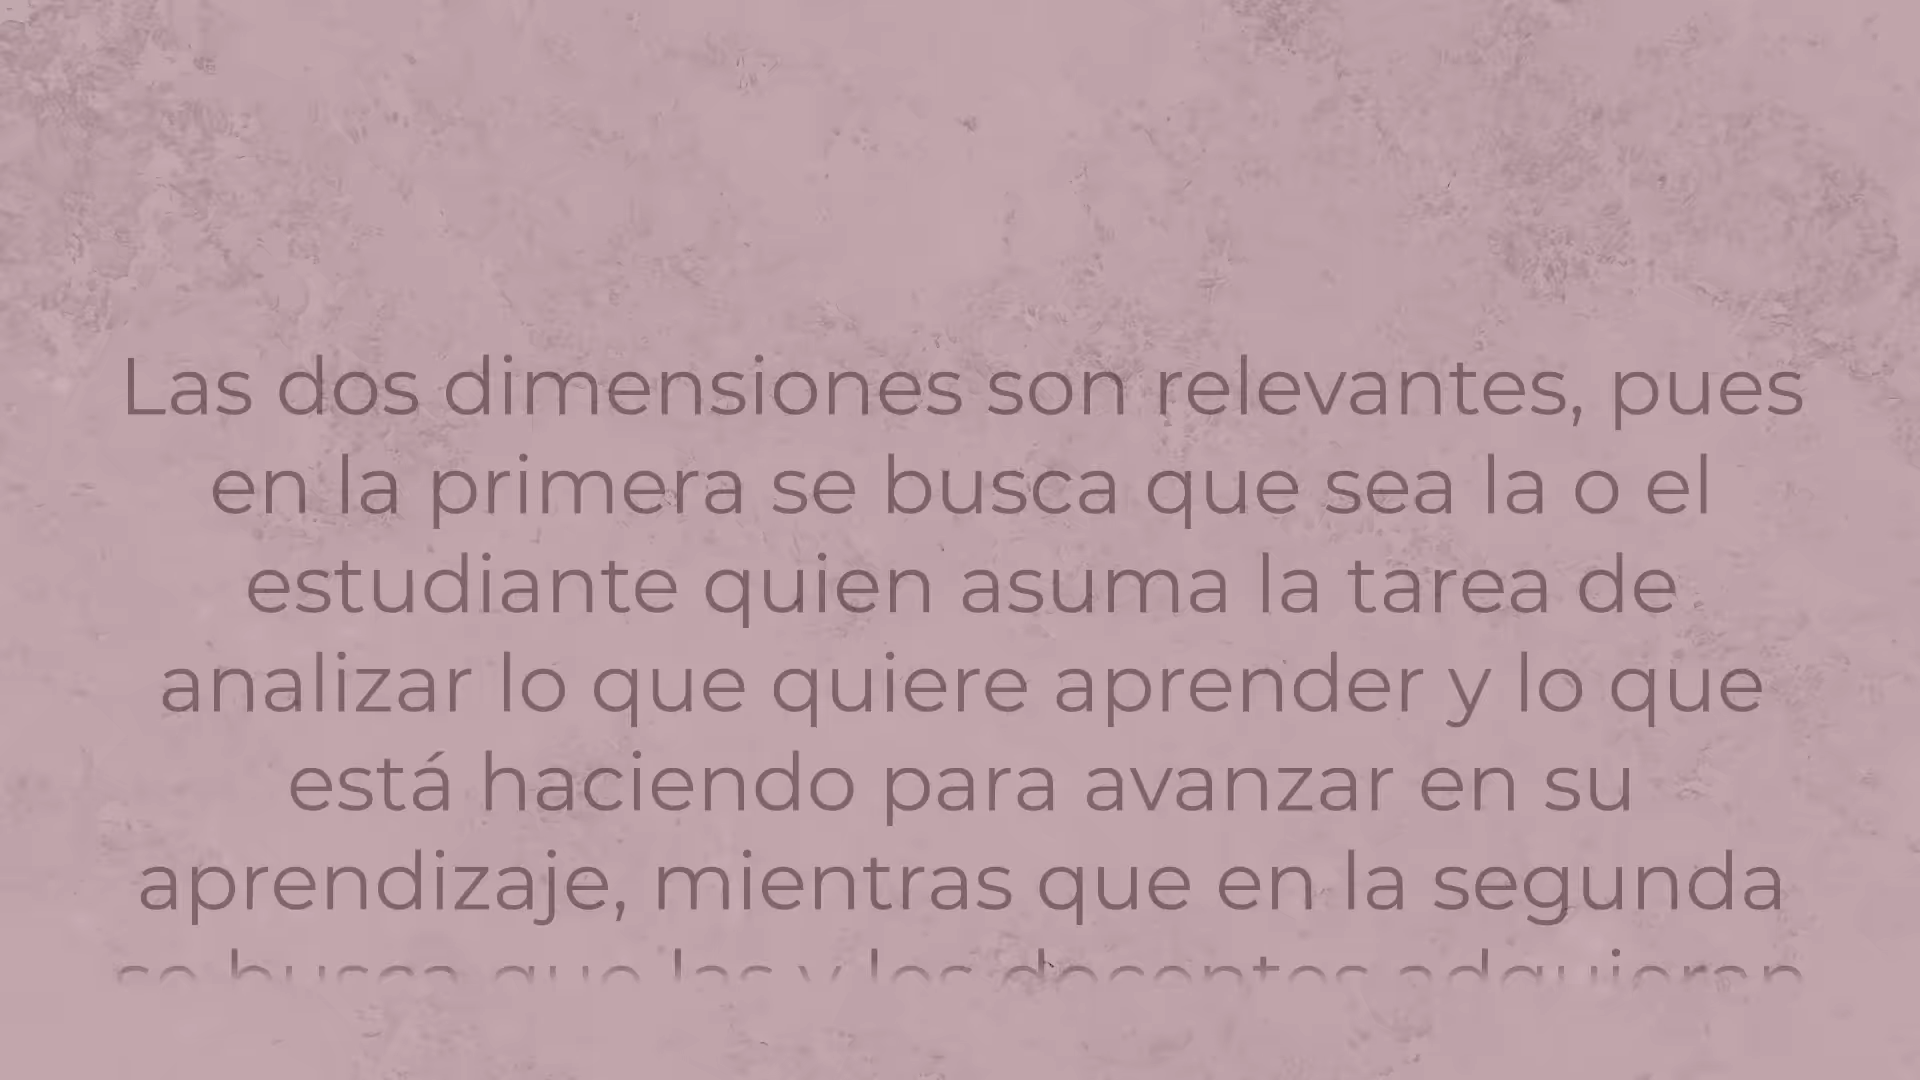 Las dos dimensiones son relevantes, pues
en la primera se busca que sea la o el
estudiante quien asuma la tarea de
analizar lo que quiere aprender y lo que
está haciendo para avanzar en su
aprendizaje, mientras que en la segunda
se busca que las y los docentes adquieran